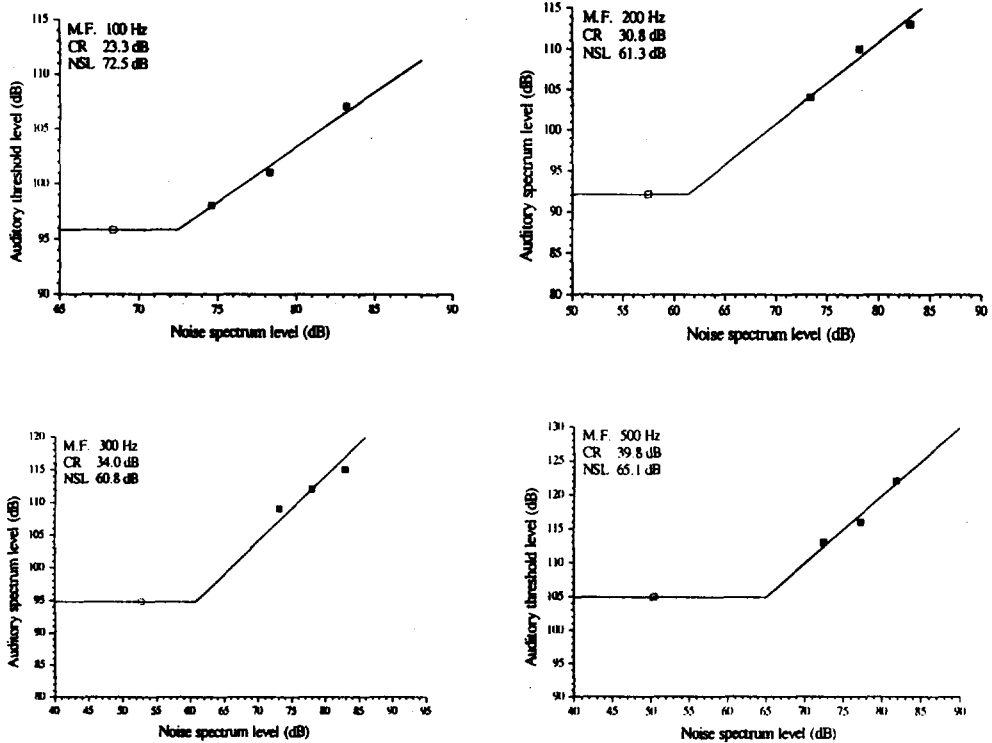 M.F. 100 Hz
CR 23.3 dB
NSL 72.5 dB
Auditory threshold level (dB)
115
110
105
100
95
90
65 70 75 80 85 90
Noise spectrum level (dB)
M.F. 200 Hz
CR 30.8 dB
NSL 61.3 dB
Auditory spectrum level (dB)
115
110
105
100
95
90
85
80
50 55 60 65 70 75 80 85 90
Noise spectrum level (dB)
M.F. 300 Hz
CR 34.0 dB
NSL 60.8 dB
Auditory spectrum level (dB)
120
115
110
105
100
95
90
85
80
40 45 50 55 60 65 70 75 80 85 90 95
Noise spectrum level (dB)
M.F. 500 Hz
CR 39.8 dB
NSL 65.1 dB
Auditory threshold level (dB)
130
125
120
115
110
105
100
95
90
40 45 50 55 60 65 70 75 80 85 90
Noise spectrum level (dB)